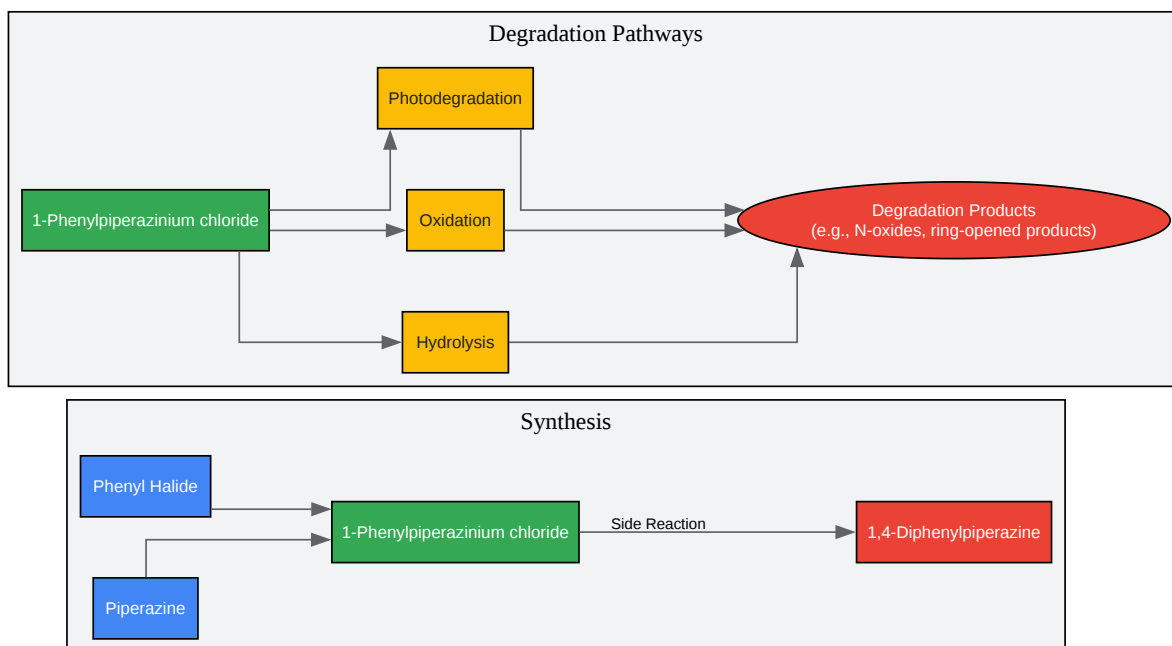 Degradation Pathways
Photodegradation
1-Phenylpiperazinium chloride
Oxidation
Degradation Products
(e.g., N-oxides, ring-opened products)
Hydrolysis
Synthesis
Phenyl Halide
1-Phenylpiperazinium chloride
Side Reaction
1,4-Diphenylpiperazine
Piperazine